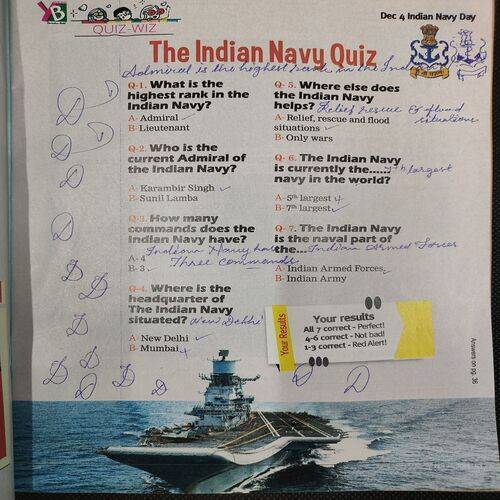 YB
QUIZ-WIZ
Dec 4 Indian Navy Day
The Indian Navy Quiz
Admiral is the highest rank in the Ind
Q-1. What is the
highest rank in the
Indian Navy?
A- Admiral ✓
B- Lieutenant
Q-2. Who is the
current Admiral of
the Indian Navy?
A- Karambir Singh ✓
B- Sunil Lamba
Q-3. How many
commands does the
Indian Navy have?
Indian Navy has
A- 4
Three commands
B- 3 ✓
Q-4. Where is the
headquarter of
The Indian Navy
situated? New Delhi
A- New Delhi ✓
B- Mumbai
Q- 5. Where else does
the Indian Navy
helps? Relief rescue & flood
situations
A- Relief, rescue and flood
situations ✓
B- Only wars
Q- 6. The Indian Navy
is currently the...... 7th largest
navy in the world?
A- 5th largest
B- 7th largest ✓
Q- 7. The Indian Navy
is the naval part of
the... Indian Armed Forces
A- Indian Armed Forces ✓
B- Indian Army
Your Results
Your results
All 7 correct - Perfect!
4-6 correct - Not bad!
1-3 correct - Red Alert!
Answers on pg. 36
D
D
D
D
D
D
D
D
D
D
D
D
D